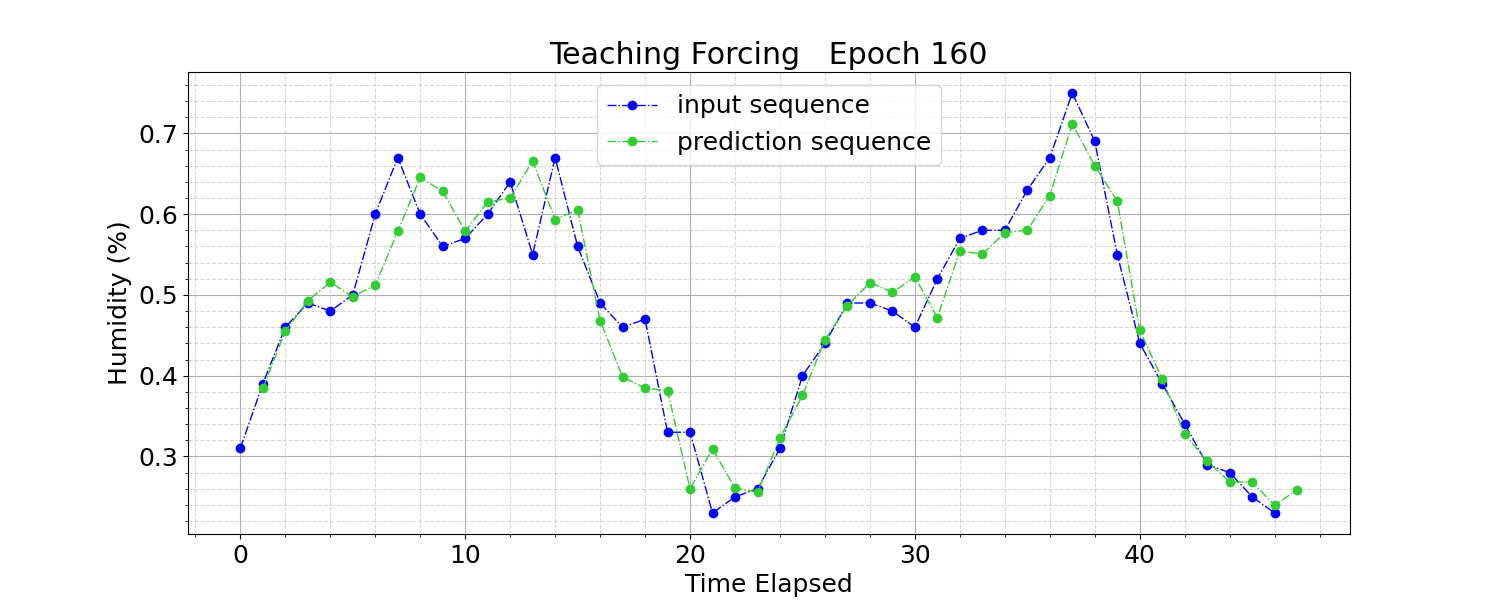 Teaching Forcing   Epoch 160
input sequence
prediction sequence
Humidity (%)
0.7
0.6
0.5
0.4
0.3
0 10 20 30 40
Time Elapsed